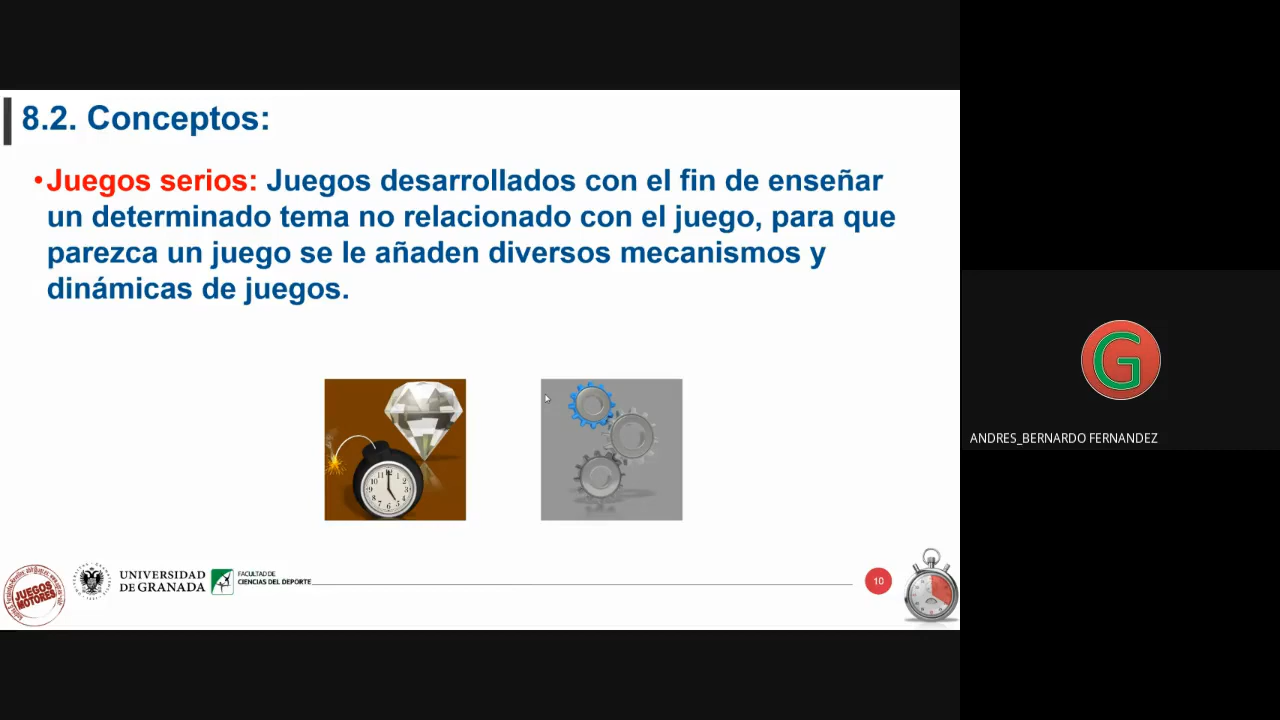 8.2. Conceptos:
•Juegos serios: Juegos desarrollados con el fin de enseñar
un determinado tema no relacionado con el juego, para que
parezca un juego se le añaden diversos mecanismos y
dinámicas de juegos.
G
ANDRES_BERNARDO FERNANDEZ
JUEGOS
MOTORES
UNIVERSIDAD
DE GRANADA
FACULTAD DE
CIENCIAS DEL DEPORTE
10